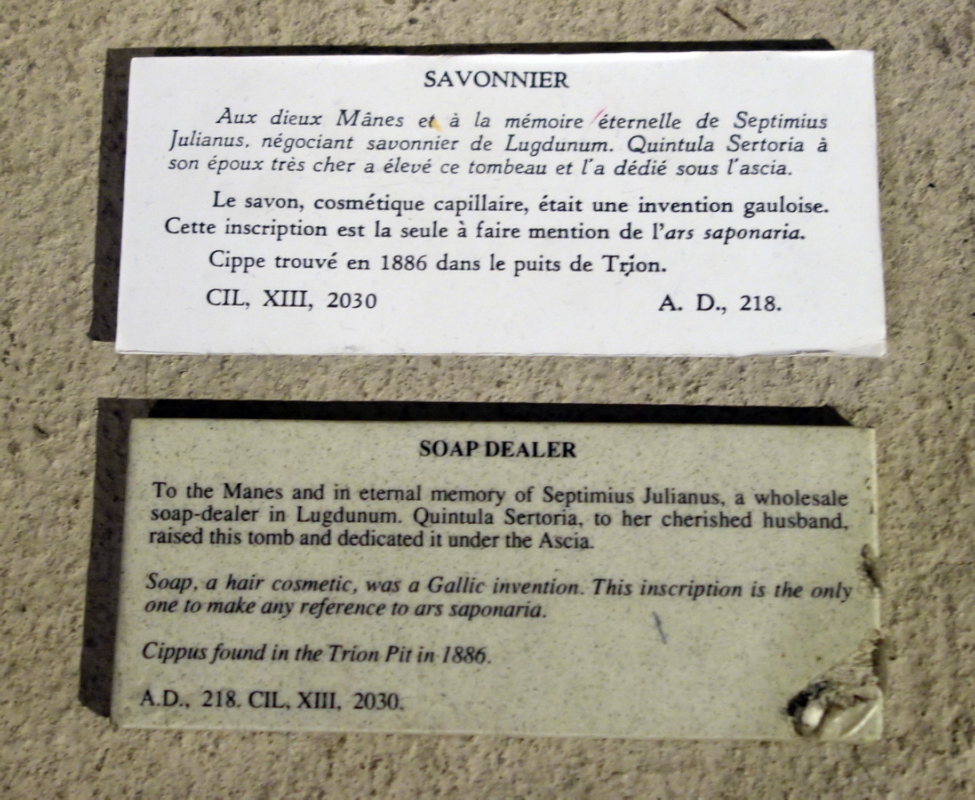 SAVONNIER
Aux dieux Mânes et à la mémoire éternelle de Septimius
Julianus, négociant savonnier de Lugdunum. Quintula Sertoria à
son époux très cher a élevé ce tombeau et l'a dédié sous l'ascia.
Le savon, cosmétique capillaire, était une invention gauloise.
Cette inscription est la seule à faire mention de l'ars saponaria.
Cippe trouvé en 1886 dans le puits de Trion.
CIL, XIII, 2030 A. D., 218.
SOAP DEALER
To the Manes and in eternal memory of Septimius Julianus, a wholesale
soap-dealer in Lugdunum. Quintula Sertoria, to her cherished husband,
raised this tomb and dedicated it under the Ascia.
Soap, a hair cosmetic, was a Gallic invention. This inscription is the only
one to make any reference to ars saponaria.
Cippus found in the Trion Pit in 1886.
A.D., 218. CIL, XIII, 2030.